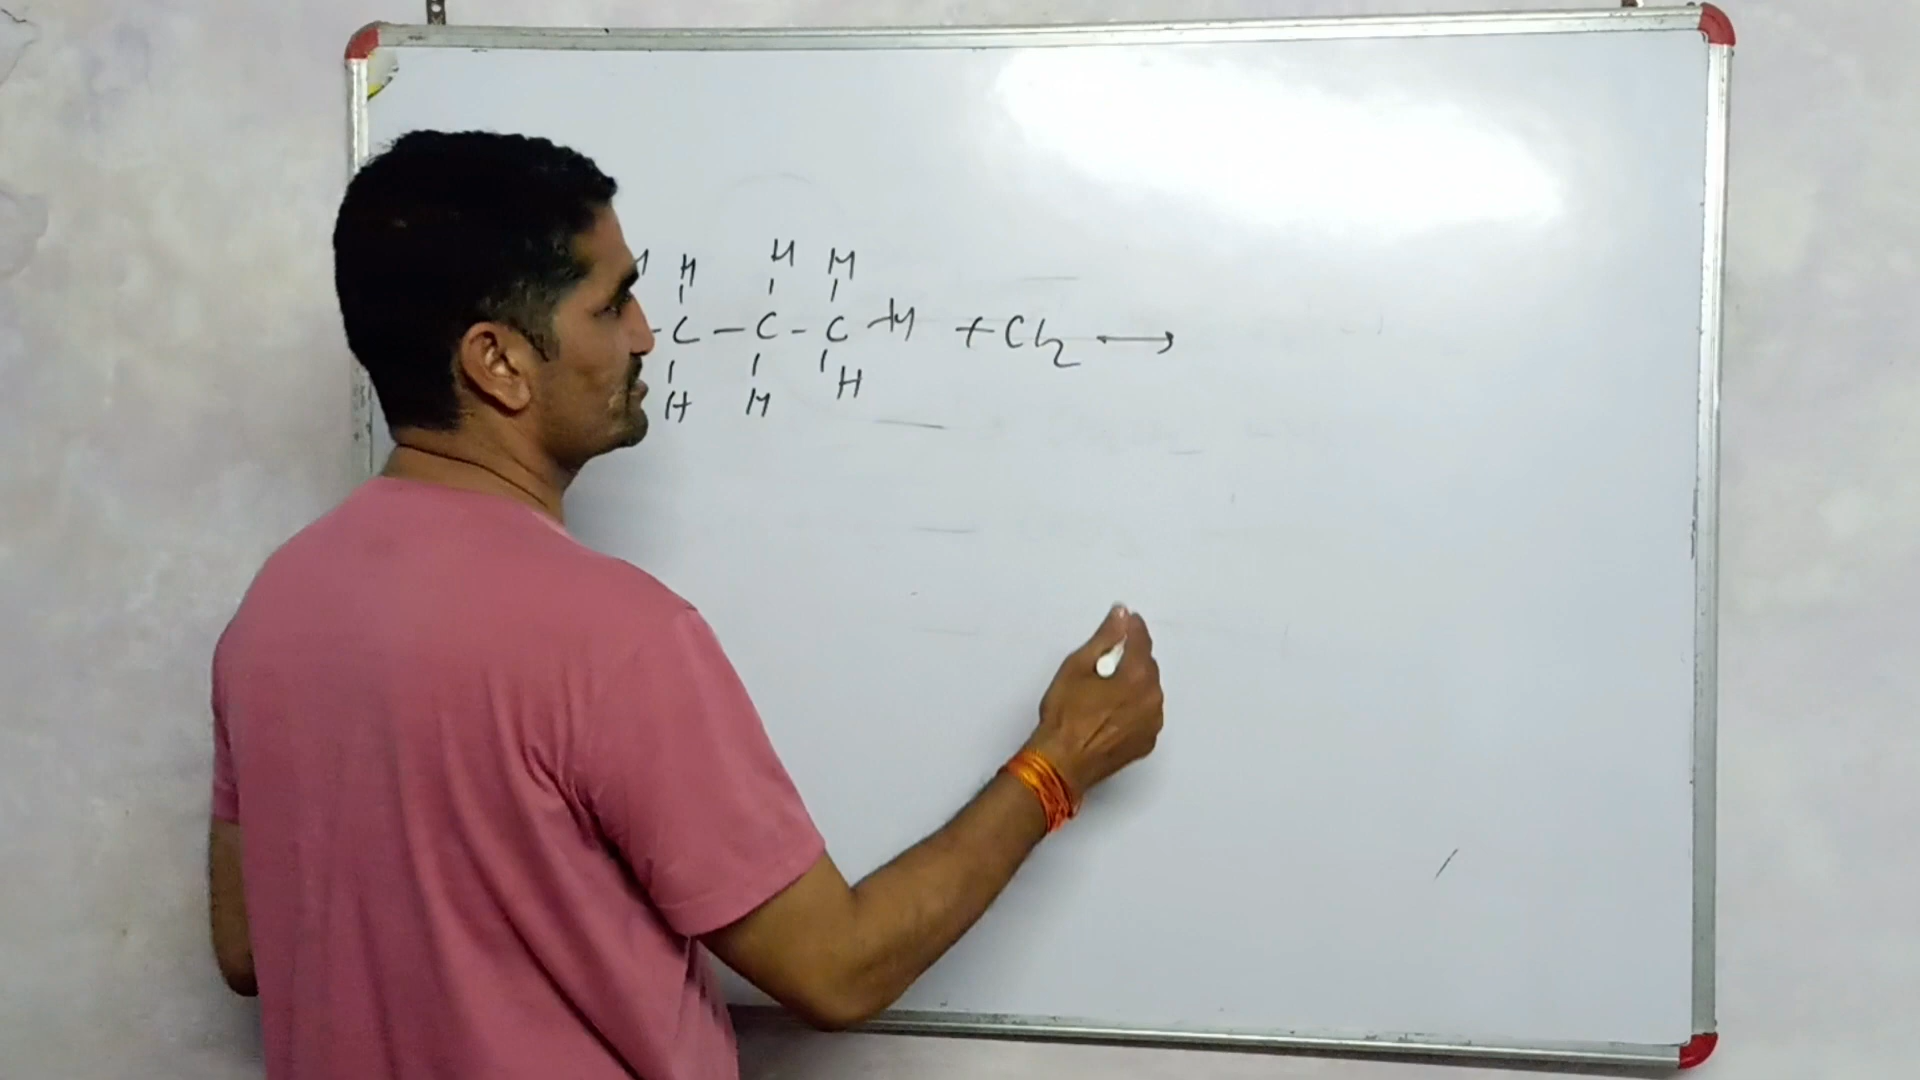 H H H H
- C - C - C - H + Cl2 →
H H H